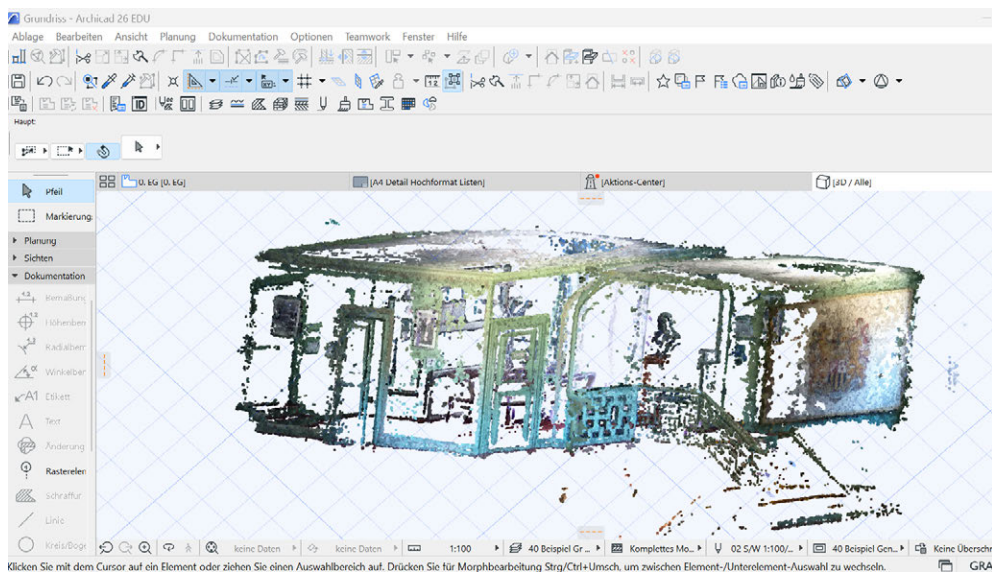 Grundriss - Archicad 26 EDU
Ablage Bearbeiten Ansicht Planung Dokumentation Optionen Teamwork Fenster Hilfe
Haupt:
0. EG [0. EG] [A4 Detail Hochformat Listen] [Aktions-Center] [3D / Alle]
Pfeil
Markierung
Planung
Sichten
Dokumentation
Bemaßung
Höhenbem
Radialbem
Winkelbem
A1 Etikett
A Text
Änderung
Rasterelem
Schraffur
Linie
Kreis/Boge
keine Daten keine Daten 1:100 40 Beispiel Gr... Komplettes Mo... 02 S/W 1:100/... 40 Beispiel Gen... Keine Überschr
Klicken Sie mit dem Cursor auf ein Element oder ziehen Sie einen Auswahlbereich auf. Drücken Sie für Morphbearbeitung Strg/Ctrl+Umsch, um zwischen Element-/Unterelement-Auswahl zu wechseln. GRA